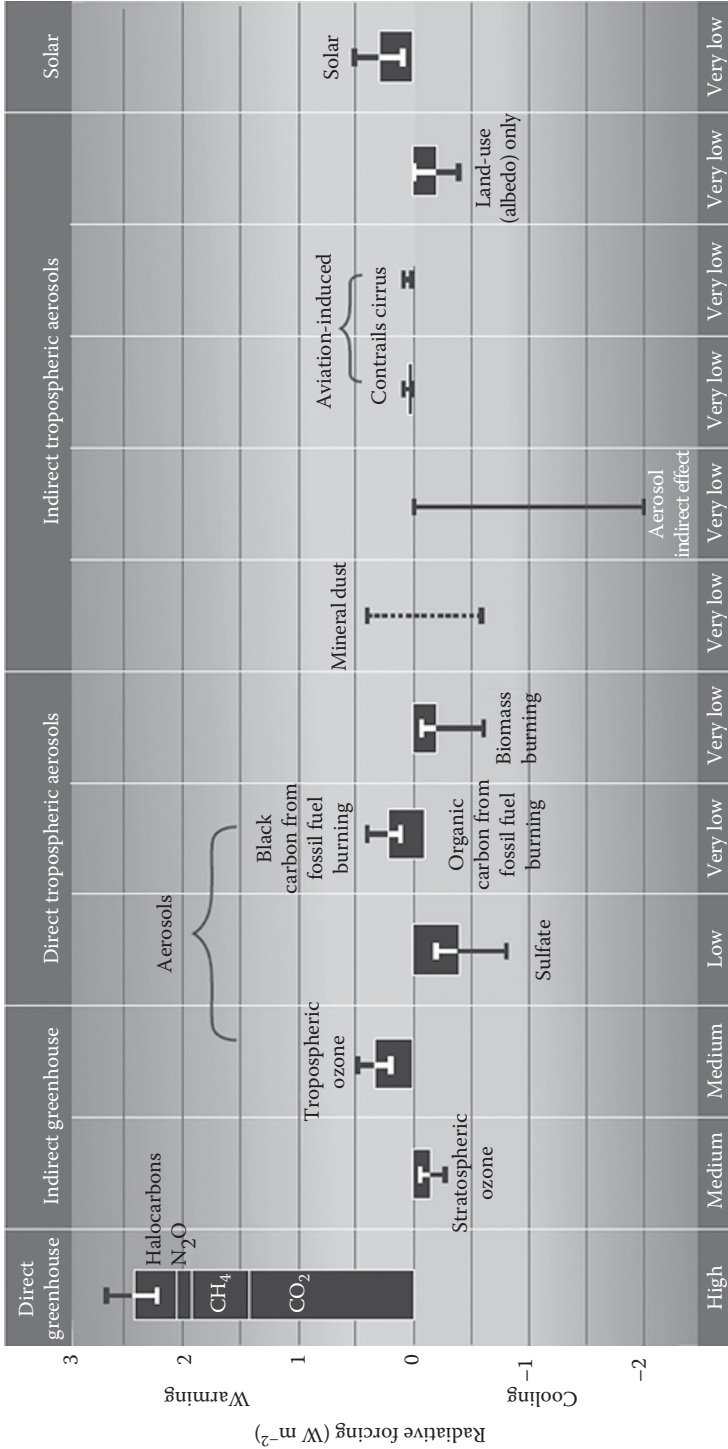 Direct
greenhouse
Indirect greenhouse
Direct tropospheric aerosols
Indirect tropospheric aerosols
Solar
Radiative forcing (W m⁻²)
Cooling
Warming
3
2
1
0
−1
−2
Halocarbons
N₂O
CH₄
CO₂
Stratospheric
ozone
Tropospheric
ozone
Aerosols
Sulfate
Black
carbon from
fossil fuel
burning
Organic
carbon from
fossil fuel
burning
Biomass
burning
Mineral dust
Aerosol
indirect effect
Aviation-induced
Contrails cirrus
Land-use
(albedo) only
Solar
High
Medium
Medium
Low
Very low
Very low
Very low
Very low
Very low
Very low
Very low
Very low